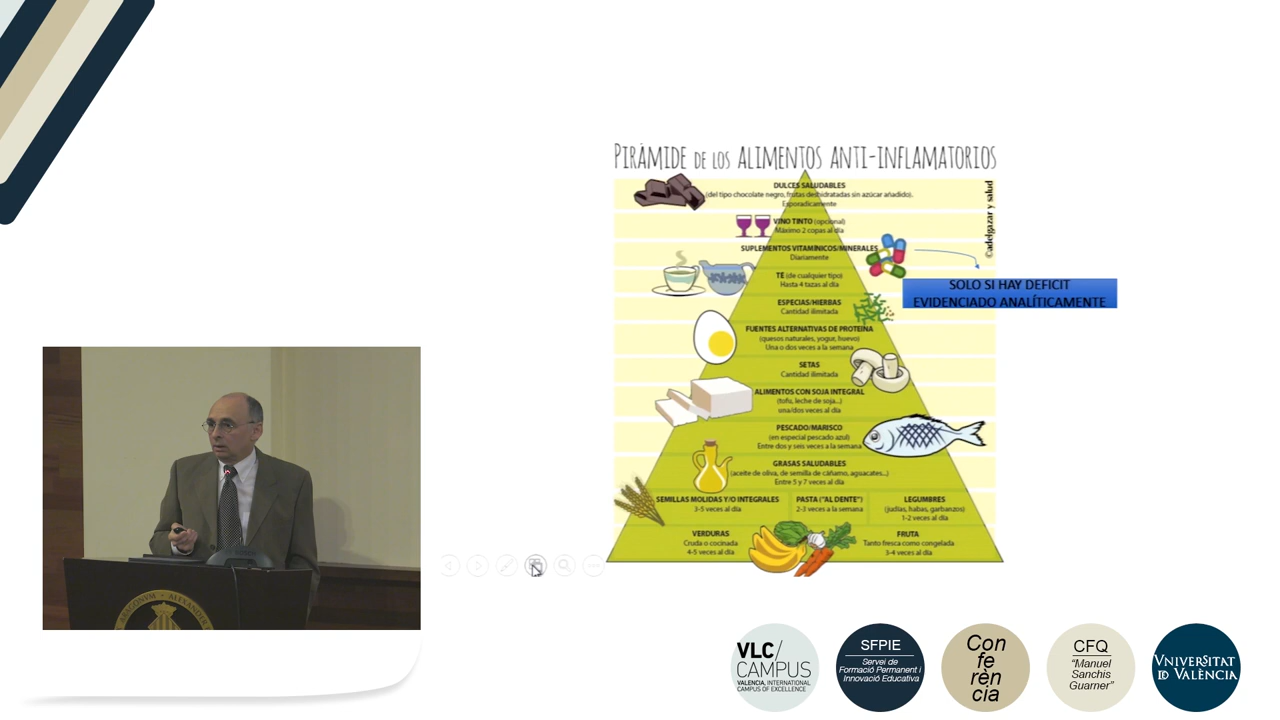 PIRÁMIDE DE LOS ALIMENTOS ANTI-INFLAMATORIOS
DULCES SALUDABLES
(del tipo chocolate negro, frutas deshidratadas sin azúcar añadido).
Esporadicamente
VINO TINTO (opcional)
Máximo 2 copas al día
SUPLEMENTOS VITAMÍNICOS/MINERALES
Diariamente
©adelgazar y salud
SOLO SI HAY DEFICIT
EVIDENCIADO ANALÍTICAMENTE
TE (de cualquier tipo)
Hasta 4 tazas al día
ESPECIAS/HIERBAS
Cantidad ilimitada
FUENTES ALTERNATIVAS DE PROTEINA
(quesos naturales, yogur, huevo)
Una o dos veces a la semana
SETAS
Cantidad ilimitada
ALIMENTOS CON SOJA INTEGRAL
(tofu, leche de soja...)
una/dos veces al día
PESCADO/MARISCO
(en especial pescado azul)
Entre dos y seis veces a la semana
GRASAS SALUDABLES
(aceite de oliva, de semilla de cáñamo, aguacates...)
Entre 5 y 7 veces al día
SEMILLAS MOLIDAS Y/O INTEGRALES
3-5 veces al día
PASTA ("AL DENTE")
2-3 veces a la semana
LEGUMBRES
(judías, habas, garbanzos)
1-2 veces al día
VERDURAS
Cruda o cocinada
4-5 veces al día
FRUTA
Tanto fresca como congelada
3-4 veces al día
VLC/
CAMPUS
VALENCIA, INTERNATIONAL
CAMPUS OF EXCELLENCE
SFPIE
Servei de
Formació Permanent i
Innovació Educativa
Con
fe
rèn
cia
CFQ
"Manuel
Sanchis
Guarner"
VNIVERSITAT
ID VALÈNCIA